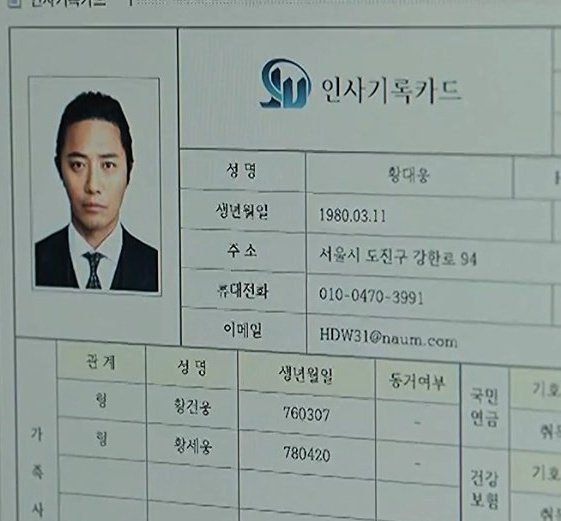 인사기록카드
인사기록카드
성 명 황대웅
생년월일 1980.03.11
주 소 서울시 도진구 강한로 94
휴대전화 010-0470-3991
이메일 HDW31@naum.com
관 계 성 명 생년월일 동거여부 국민 연금 기호
형 황건웅 760307 -
형 황세웅 780420 - 건강 보험 기호
가 족 사